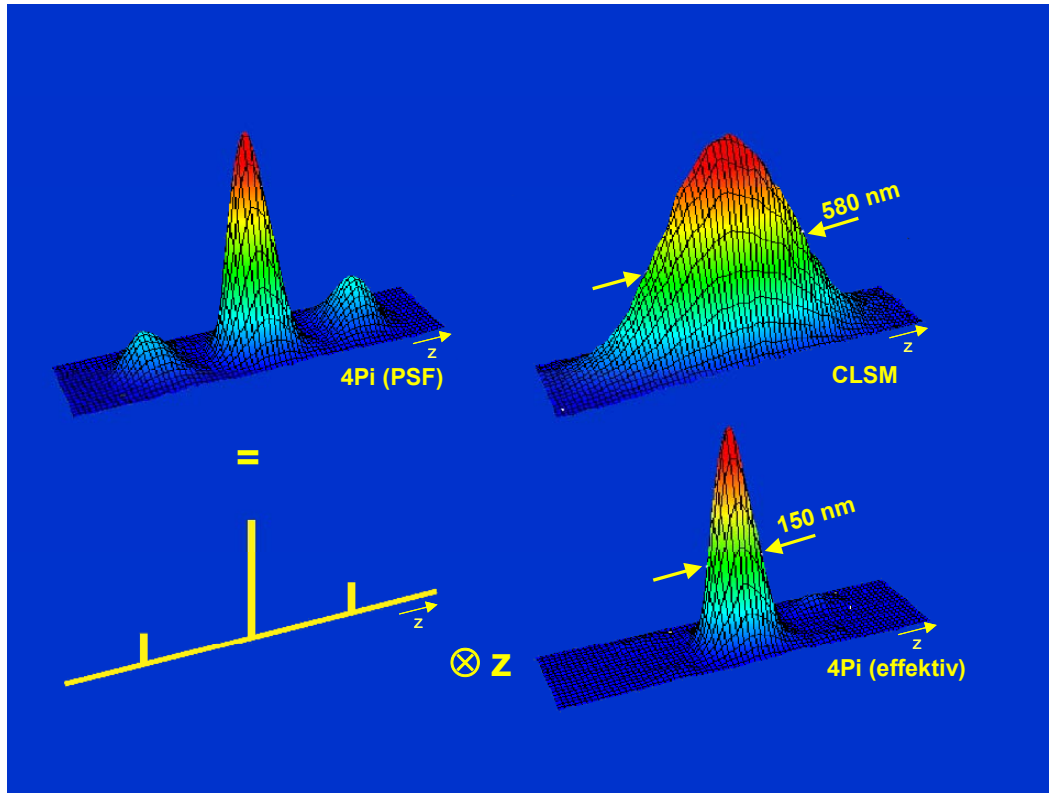 580 nm
z
4Pi (PSF)
z
CLSM
=
150 nm
z
⊗ z
z
4Pi (effektiv)